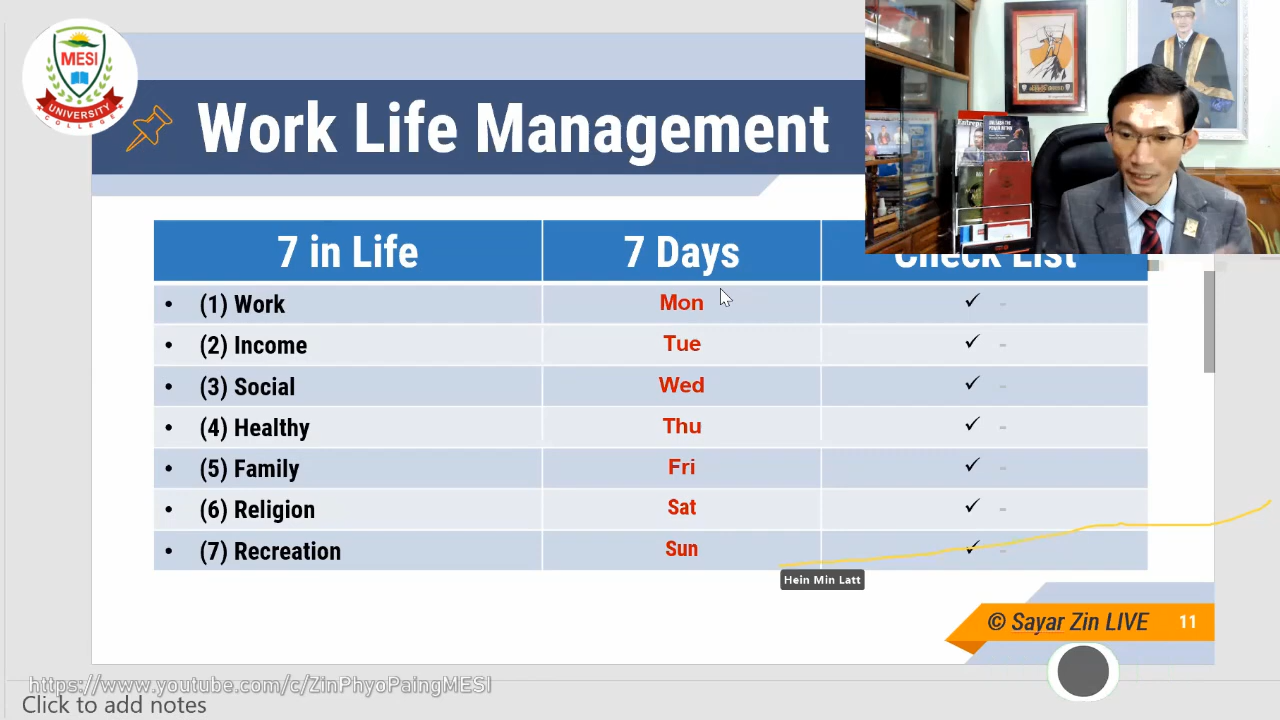 MESI
UNIVERSITY
COLLEGE
Work Life Management
7 in Life
7 Days
Check List
• (1) Work
Mon
✓ -
• (2) Income
Tue
✓ -
• (3) Social
Wed
✓ -
• (4) Healthy
Thu
✓ -
• (5) Family
Fri
✓ -
• (6) Religion
Sat
✓ -
• (7) Recreation
Sun
✓ -
Hein Min Latt
© Sayar Zin LIVE 11
https://www.youtube.com/c/ZinPhyoPaingMESI
Click to add notes